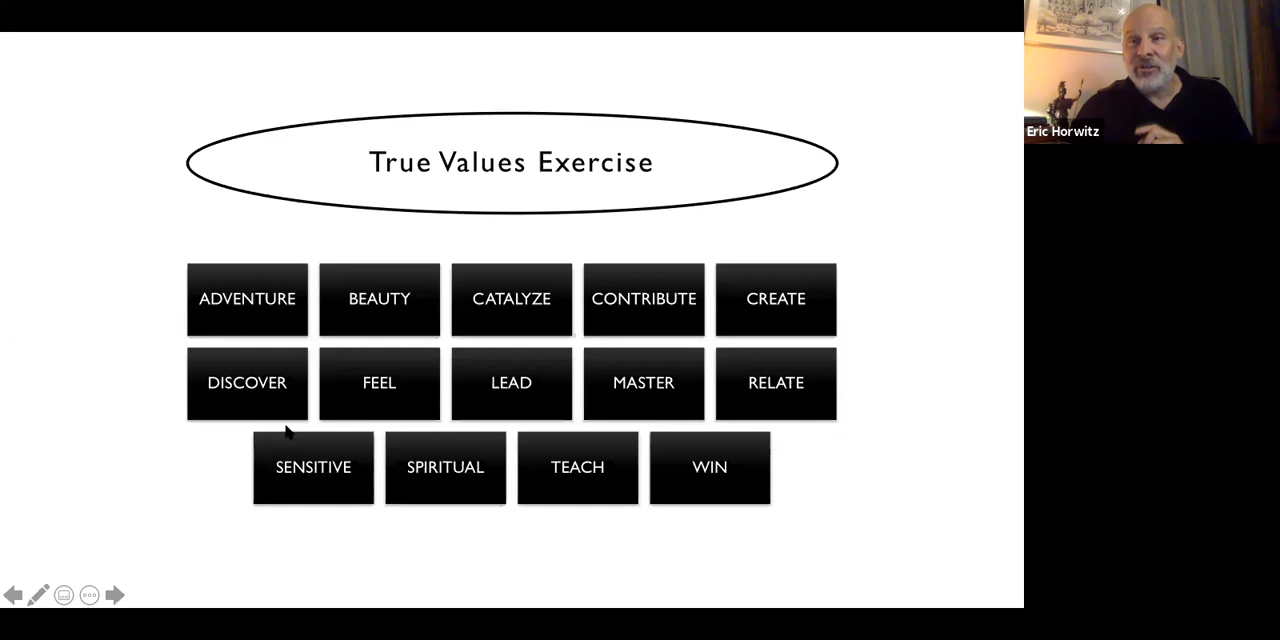 True Values Exercise
ADVENTURE
BEAUTY
CATALYZE
CONTRIBUTE
CREATE
DISCOVER
FEEL
LEAD
MASTER
RELATE
SENSITIVE
SPIRITUAL
TEACH
WIN
Eric Horwitz